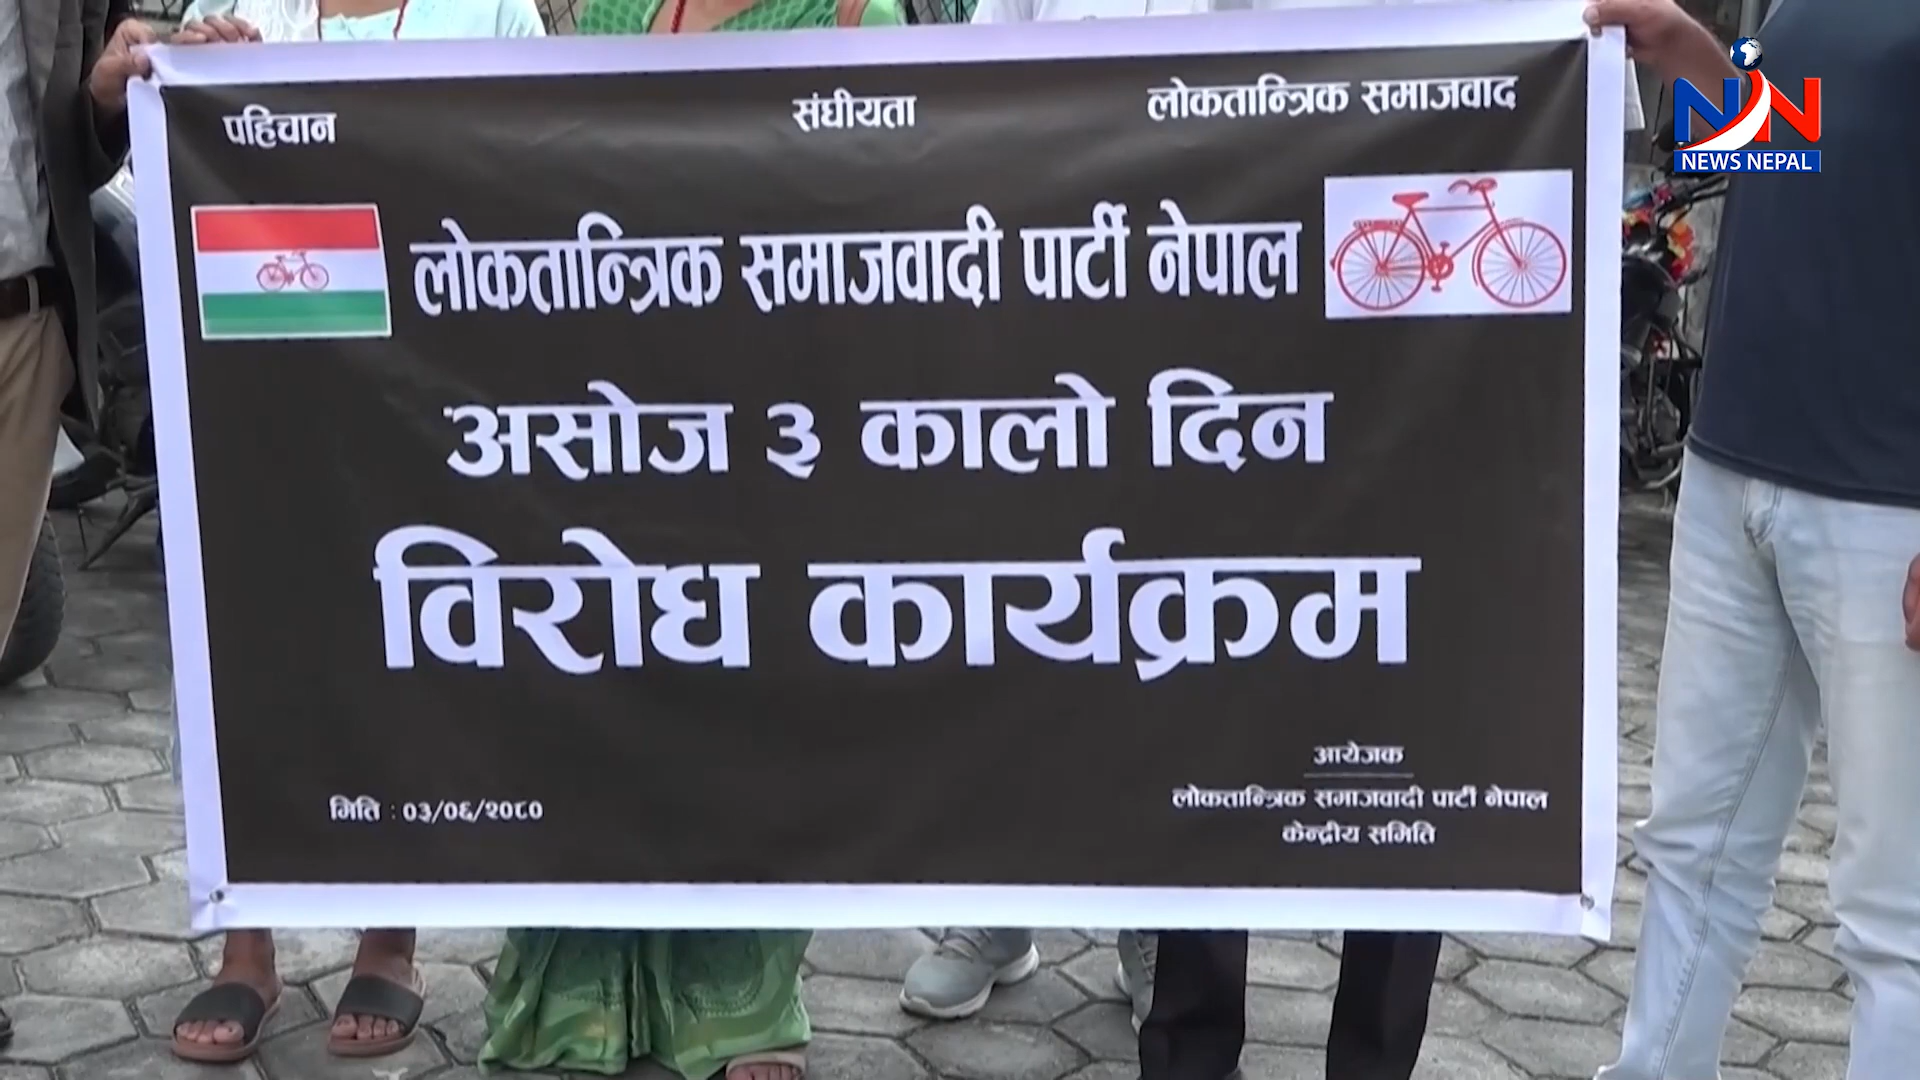 पहिचान संघीयता लोकतान्त्रिक समाजवाद
NN
NEWS NEPAL
लोकतान्त्रिक समाजवादी पार्टी नेपाल
असोज ३ कालो दिन
विरोध कार्यक्रम
आयेजक
मिति : ०३/०६/२०८०
लोकतान्त्रिक समाजवादी पार्टी नेपाल
केन्द्रीय समिति